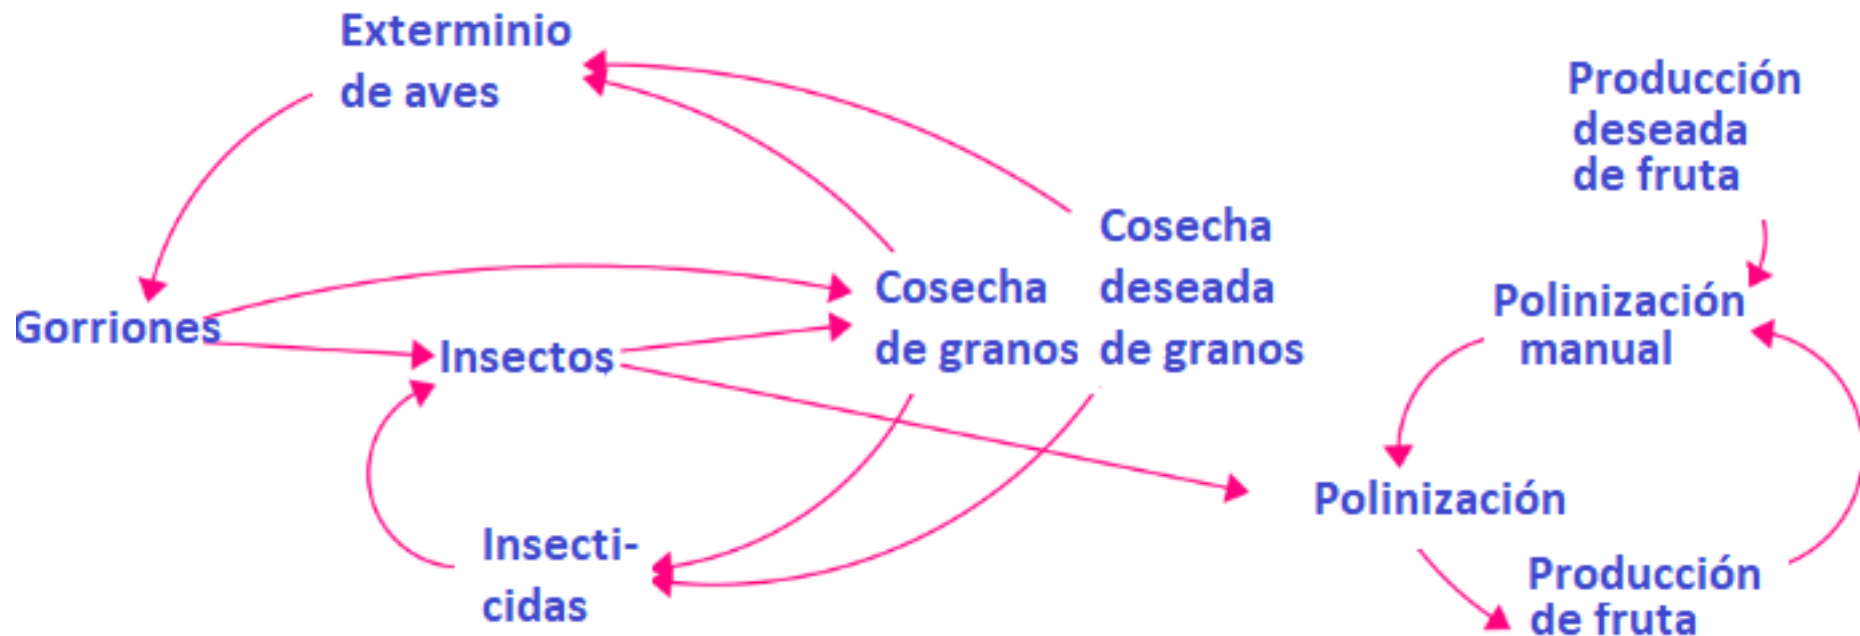 Exterminio
de aves
Producción
deseada
de fruta
Cosecha
deseada
de granos
Cosecha
de granos
Gorriones
Insectos
Polinización
manual
Polinización
Insecti-
cidas
Producción
de fruta